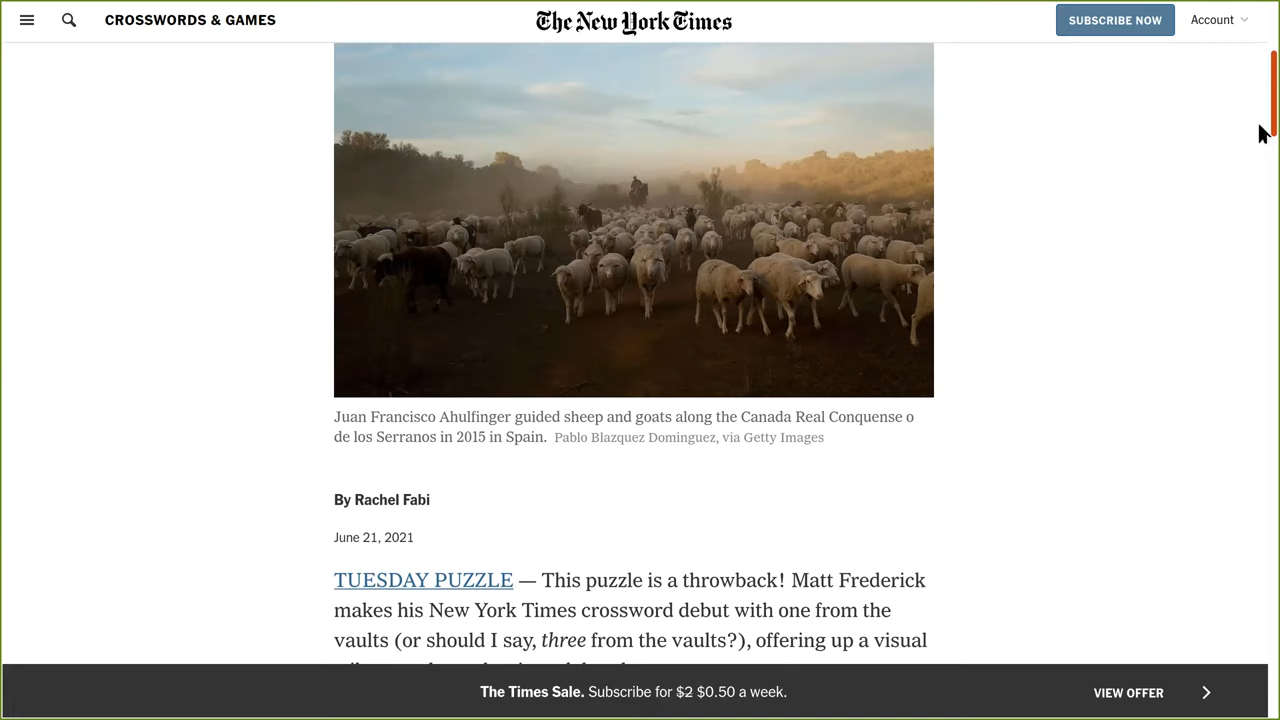 CROSSWORDS & GAMES
The New York Times
SUBSCRIBE NOW
Account
Juan Francisco Ahulfinger guided sheep and goats along the Canada Real Conquense o
de los Serranos in 2015 in Spain. Pablo Blazquez Dominguez, via Getty Images
By Rachel Fabi
June 21, 2021
TUESDAY PUZZLE — This puzzle is a throwback! Matt Frederick
makes his New York Times crossword debut with one from the
vaults (or should I say, three from the vaults?), offering up a visual
The Times Sale. Subscribe for $2 $0.50 a week.
VIEW OFFER